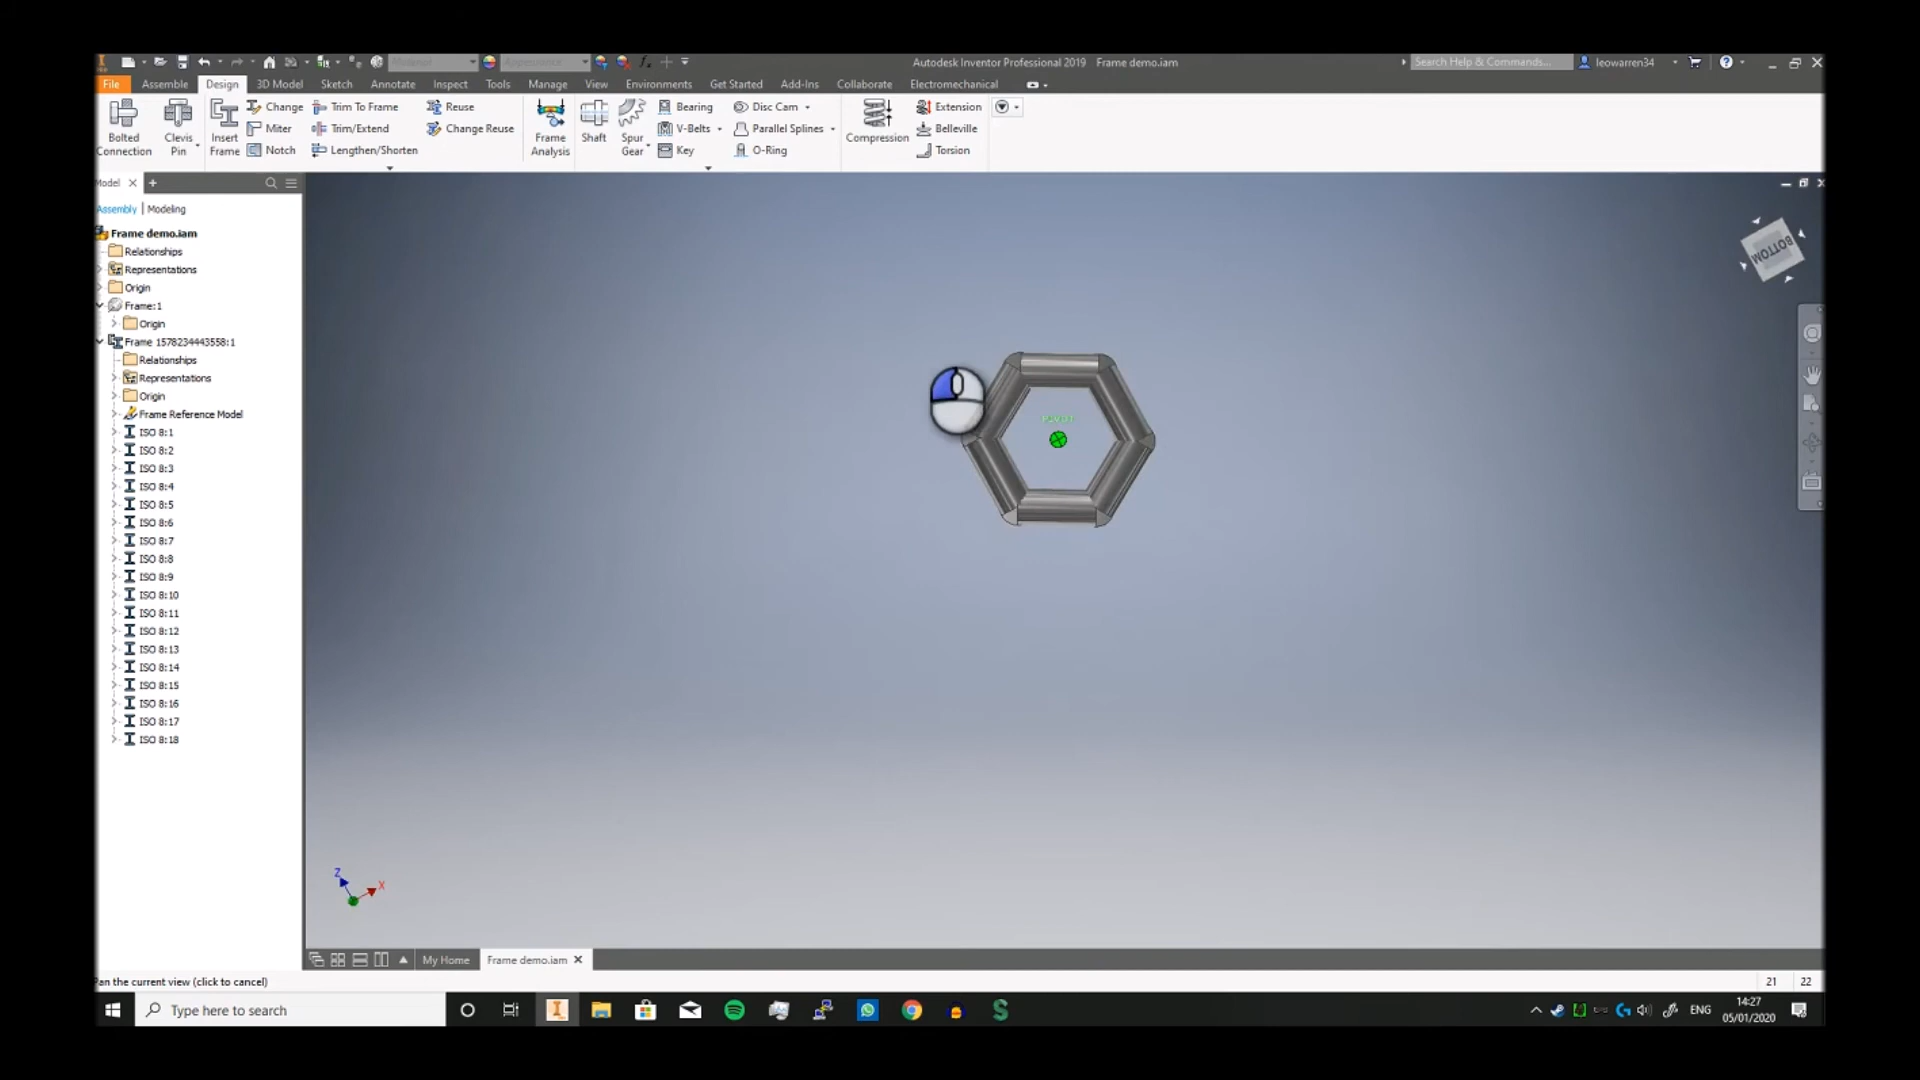 Material
Appearance
Autodesk Inventor Professional 2019 Frame demo.iam
Search Help & Commands...
leowarren34
File Assemble Design 3D Model Sketch Annotate Inspect Tools Manage View Environments Get Started Add-Ins Collaborate Electromechanical
Bolted Connection
Clevis Pin
Insert Frame
Change
Miter
Notch
Trim To Frame
Trim/Extend
Lengthen/Shorten
Reuse
Change Reuse
Frame Analysis
Shaft
Spur Gear
Bearing
V-Belts
Key
Disc Cam
Parallel Splines
O-Ring
Compression
Extension
Belleville
Torsion
Model
Assembly | Modeling
Frame demo.iam
Relationships
Representations
Origin
Frame:1
Origin
Frame 1578234443558:1
Relationships
Representations
Origin
Frame Reference Model
ISO 8:1
ISO 8:2
ISO 8:3
ISO 8:4
ISO 8:5
ISO 8:6
ISO 8:7
ISO 8:8
ISO 8:9
ISO 8:10
ISO 8:11
ISO 8:12
ISO 8:13
ISO 8:14
ISO 8:15
ISO 8:16
ISO 8:17
ISO 8:18
BOTTOM
Z
X
My Home
Frame demo.iam
Pan the current view (click to cancel)
21 22
Type here to search
ENG
14:27
05/01/2020